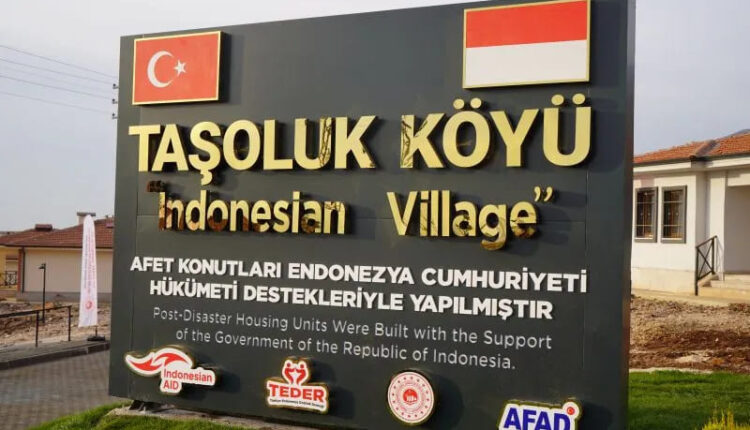 TAŞOLUK KÖYÜ
"Indonesian Village"
AFET KONUTLARI ENDONEZYA CUMHURİYETİ
HÜKÜMETİ DESTEKLERİYLE YAPILMIŞTIR
Post-Disaster Housing Units Were Built with the Support
of the Government of the Republic of Indonesia.
Indonesian
AID
TEDER
AFAD